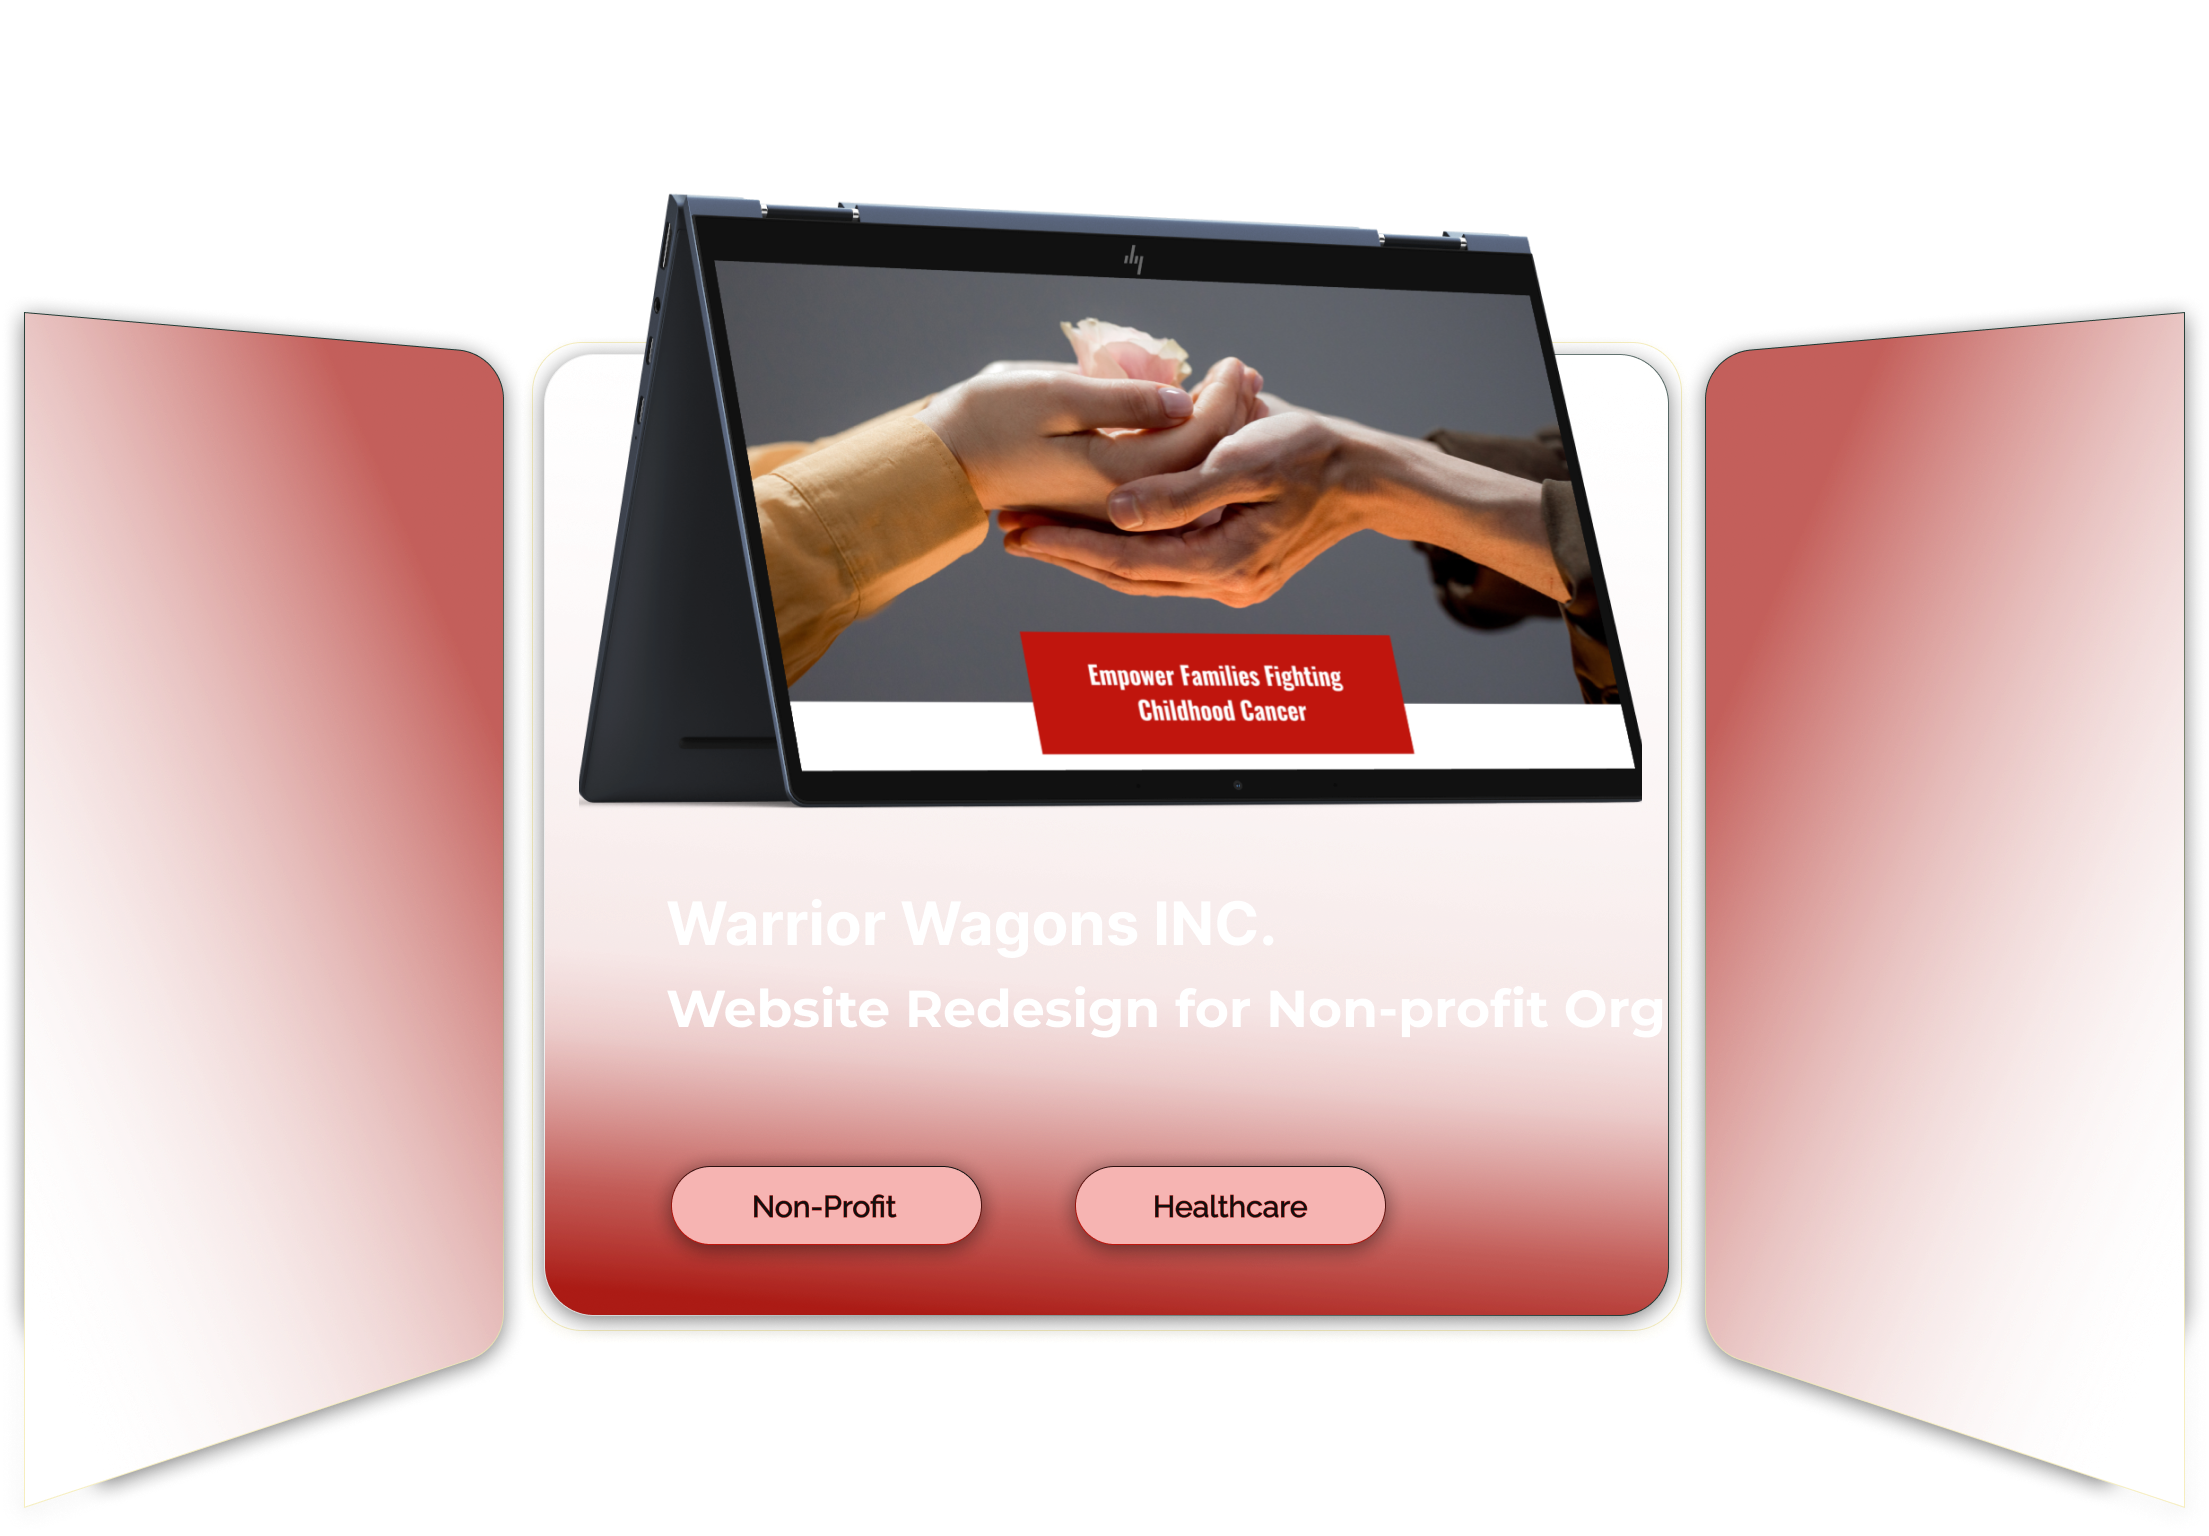 Empower Families Fighting
Childhood Cancer
Warrior Wagons INC.
Website Redesign for Non-profit Org
Non-Profit
Healthcare